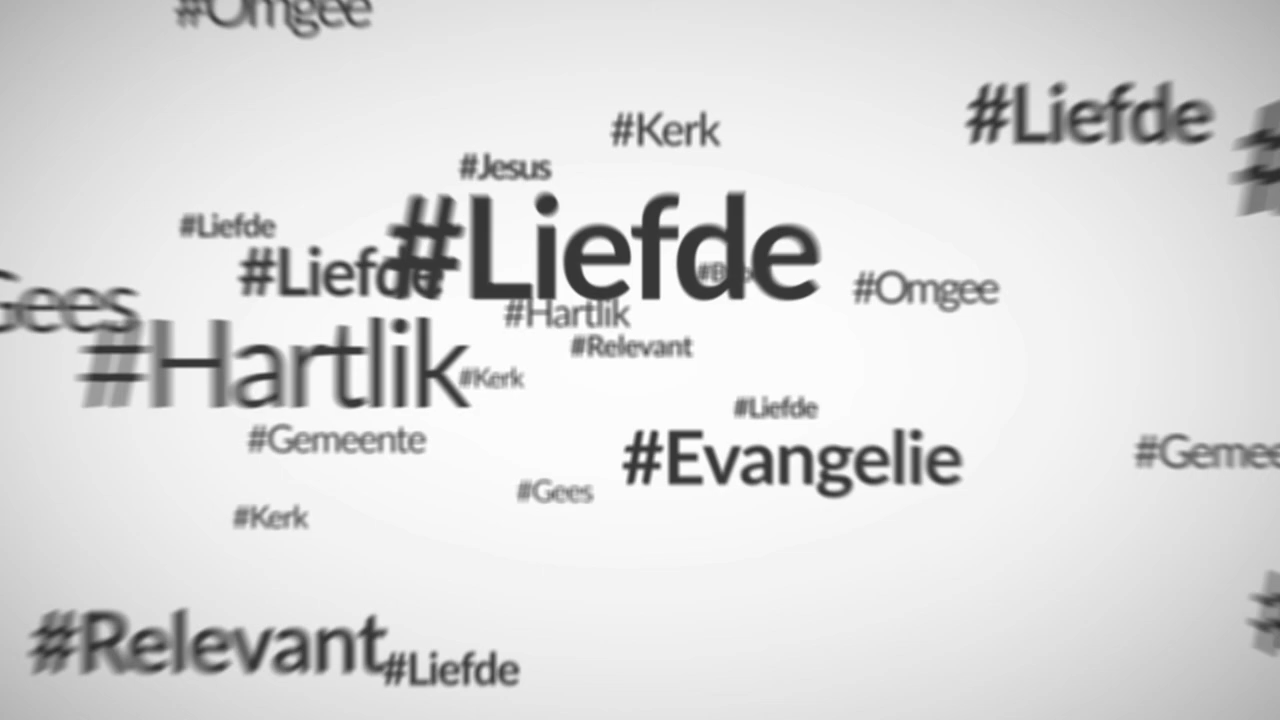 #Omgee
#Liefde
#Kerk
#Jesus
#Liefde
#Liefde
#Liefde
#Omgee
Gees
#Hartlik
#Relevant
#Hartlik
#Kerk
#Liefde
#Gemeente
#Evangelie
#Gemee
#Gees
#Kerk
#Relevant
#Liefde